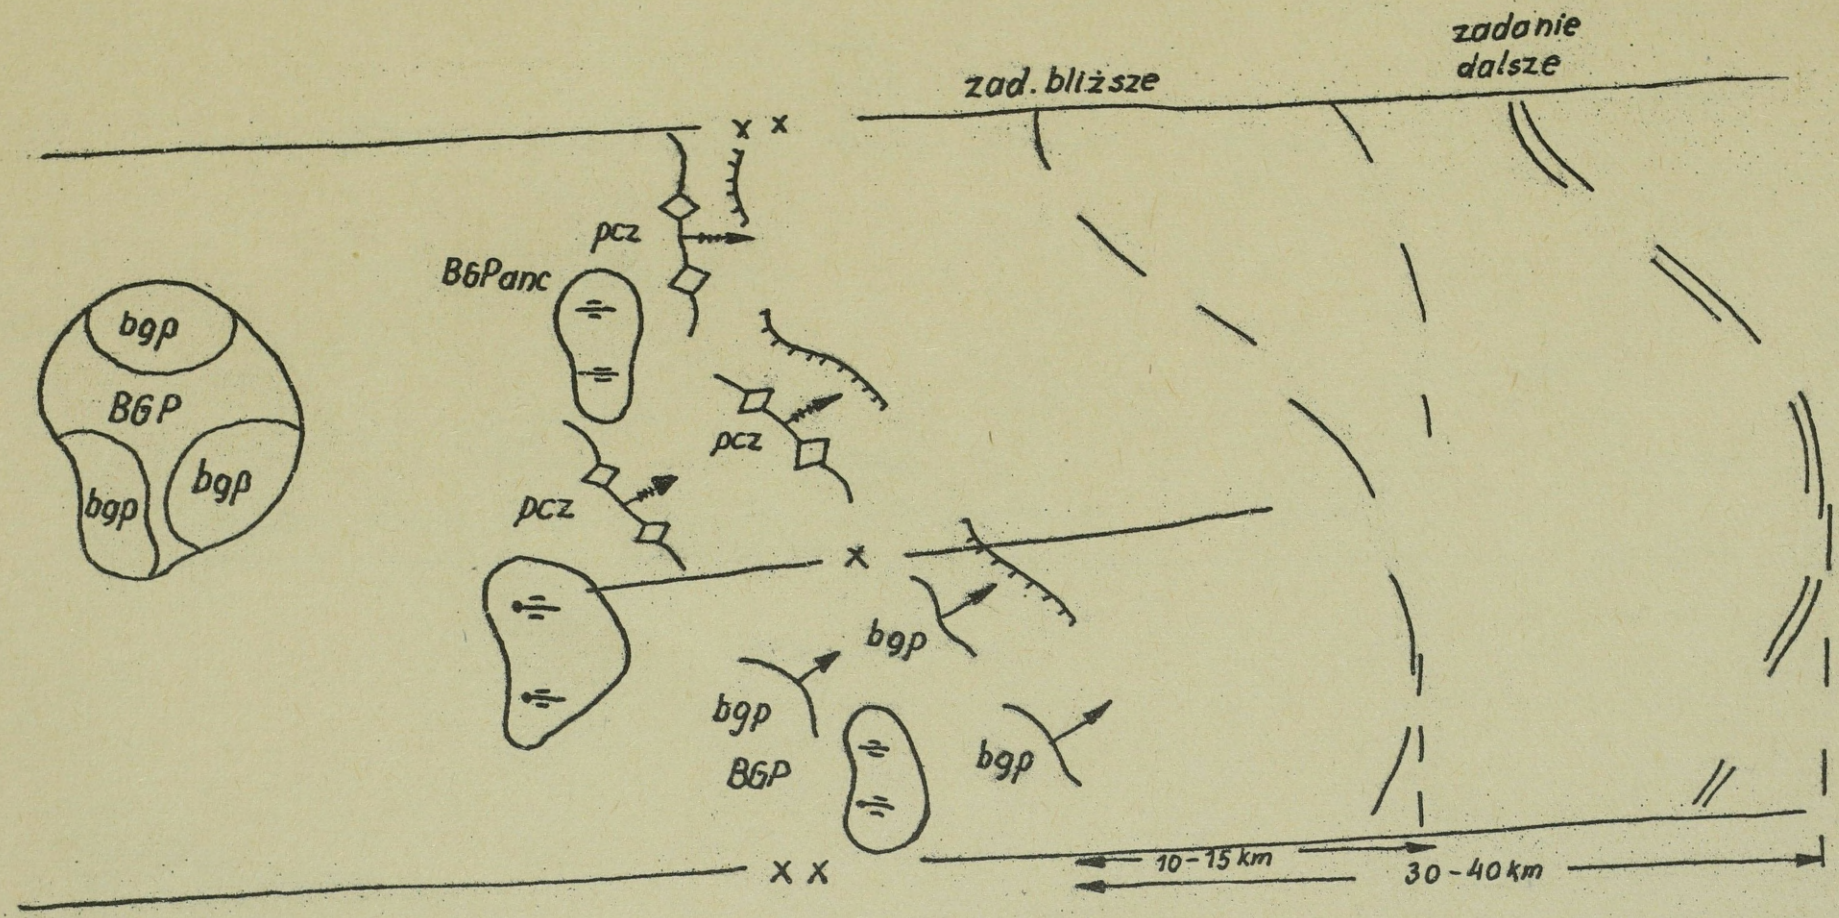 zadanie
dalsze
zad. bliższe
x x
pcz
BGPanc
bgp
BGP
pcz
bgp
bgp
pcz
x
bgp
bgp
BGP
bgp
x x
10-15 km
30-40 km